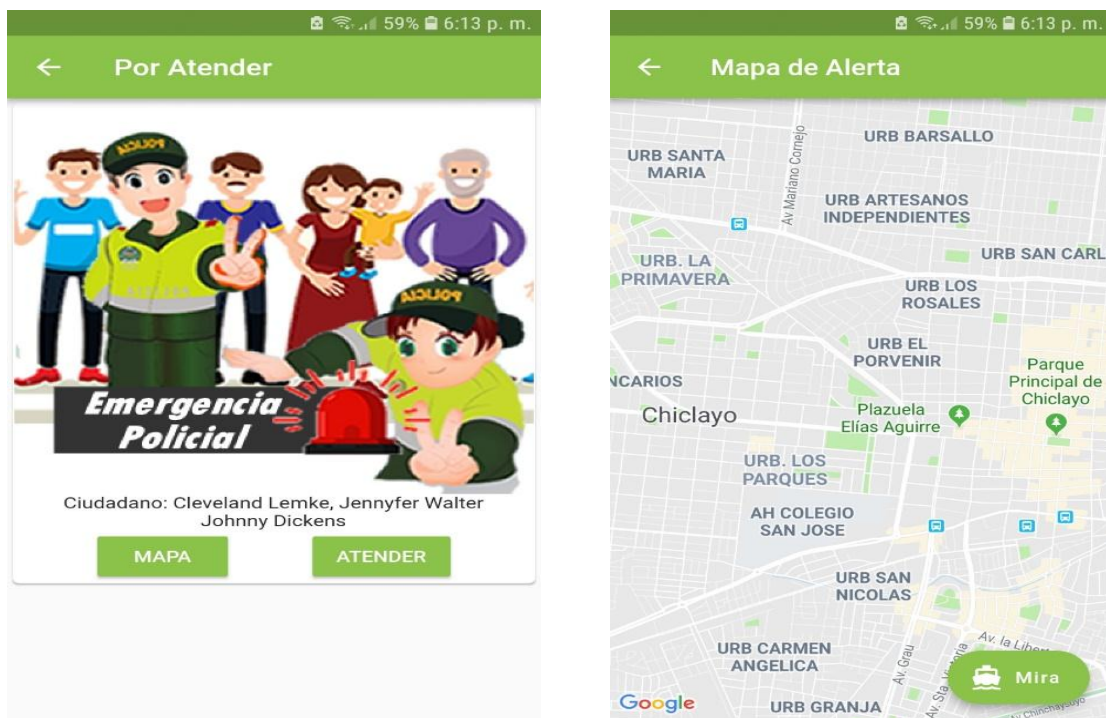 59% 6:13 p. m.
Por Atender
POLICIA
POLICIA
Emergencia
Policial
Ciudadano: Cleveland Lemke, Jennyfer Walter
Johnny Dickens
MAPA
ATENDER
59% 6:13 p. m.
Mapa de Alerta
URB BARSALLO
Av Mariano Cornejo
URB SANTA
MARIA
URB ARTESANOS
INDEPENDIENTES
URB. LA
PRIMAVERA
URB SAN CARL
URB LOS
ROSALES
URB EL
PORVENIR
Parque
Principal de
Chiclayo
NCARIOS
Chiclayo
Plazuela
Elías Aguirre
URB. LOS
PARQUES
AH COLEGIO
SAN JOSE
URB SAN
NICOLAS
URB CARMEN
ANGELICA
Av. Grau
Av. la Libert
Mira
Google
URB GRANJA
Av Chinchaysuyo